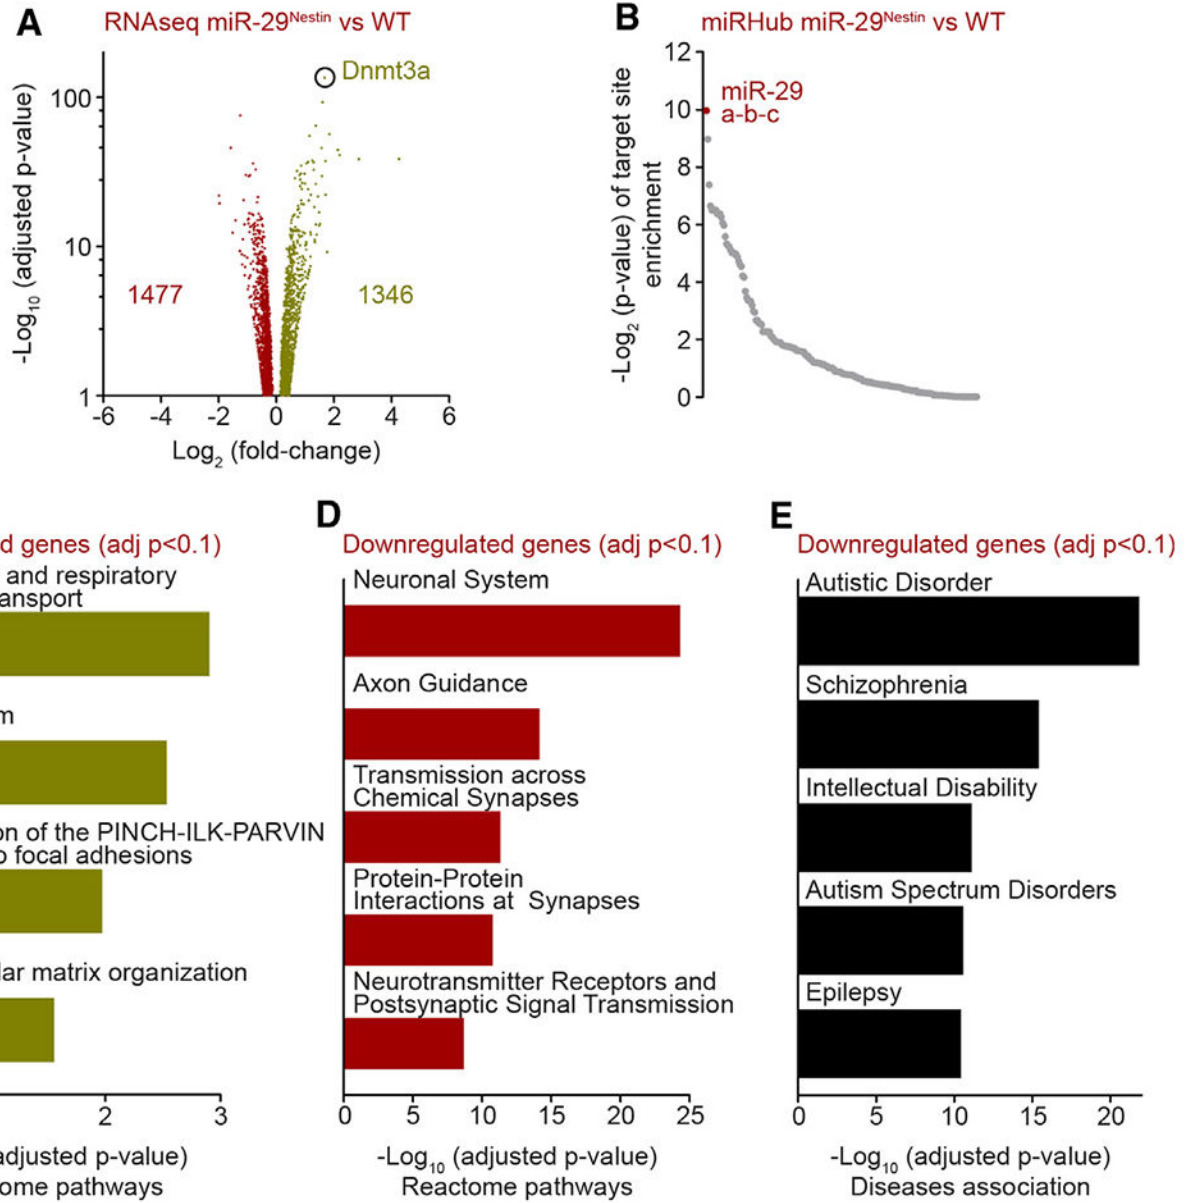 A
RNAseq miR-29Nestin vs WT
-Log10 (adjusted p-value)
100
10
1
Dnmt3a
1477
1346
-6 -4 -2 0 2 4 6
Log2 (fold-change)
B
miRHub miR-29Nestin vs WT
-Log2 (p-value) of target site
enrichment
12
10
8
6
4
2
0
miR-29
a-b-c
d genes (adj p<0.1)
and respiratory
ansport
m
on of the PINCH-ILK-PARVIN
o focal adhesions
lar matrix organization
2 3
adjusted p-value)
ome pathways
D
Downregulated genes (adj p<0.1)
Neuronal System
Axon Guidance
Transmission across
Chemical Synapses
Protein-Protein
Interactions at Synapses
Neurotransmitter Receptors and
Postsynaptic Signal Transmission
0 5 10 15 20 25
-Log10 (adjusted p-value)
Reactome pathways
E
Downregulated genes (adj p<0.1)
Autistic Disorder
Schizophrenia
Intellectual Disability
Autism Spectrum Disorders
Epilepsy
0 5 10 15 20
-Log10 (adjusted p-value)
Diseases association